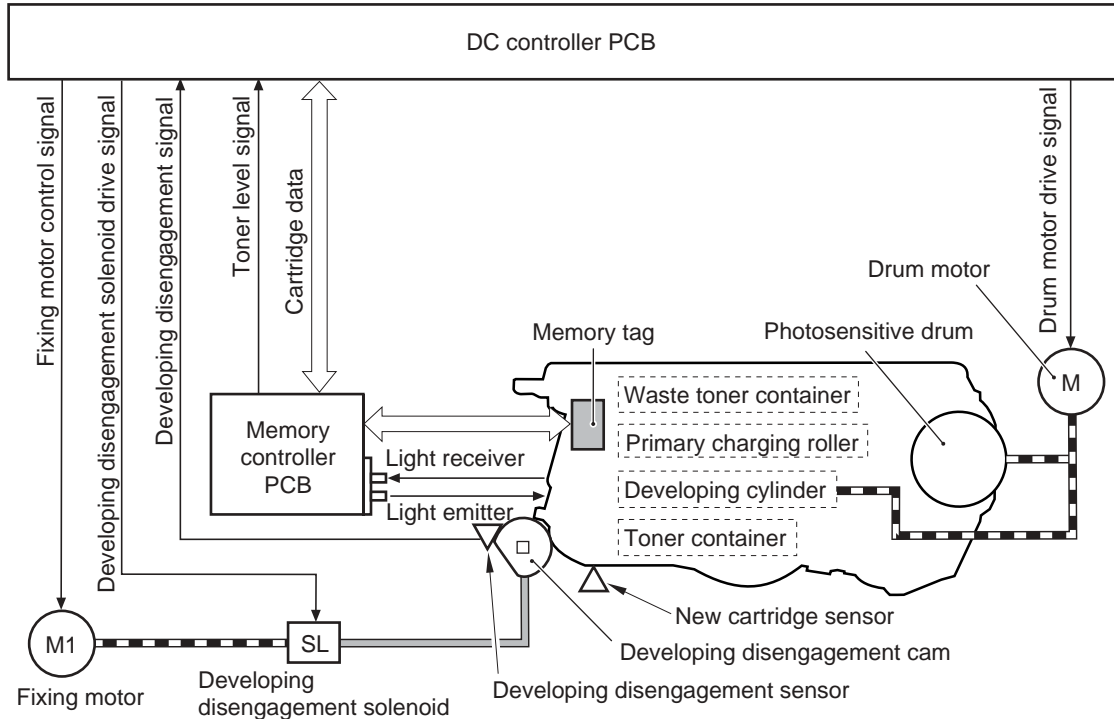 DC controller PCB
Fixing motor control signal
Developing disengagement solenoid drive signal
Developing disengagement signal
Toner level signal
Cartridge data
Drum motor drive signal
Drum motor
Photosensitive drum
Memory tag
M
Waste toner container
Primary charging roller
Developing cylinder
Toner container
Memory
controller
PCB
Light receiver
Light emitter
New cartridge sensor
Developing disengagement cam
Developing disengagement sensor
M1
SL
Fixing motor
Developing
disengagement solenoid